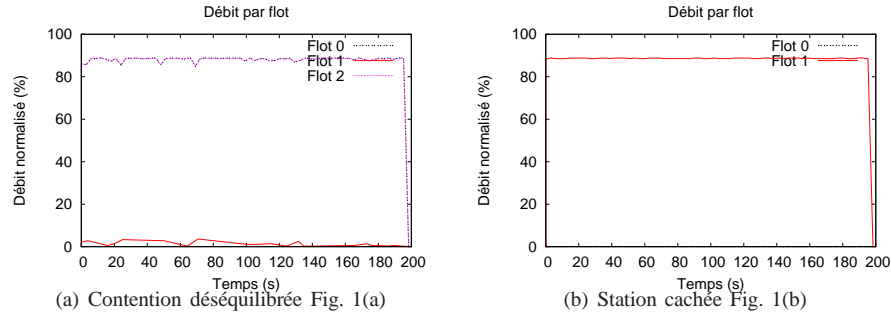 Débit par flot
100
80
60
40
20
0
0 20 40 60 80 100 120 140 160 180 200
Débit normalisé (%)
Temps (s)
Flot 0
Flot 1
Flot 2
(a) Contention déséquilibrée Fig. 1(a)
Débit par flot
100
80
60
40
20
0
0 20 40 60 80 100 120 140 160 180 200
Débit normalisé (%)
Temps (s)
Flot 0
Flot 1
(b) Station cachée Fig. 1(b)